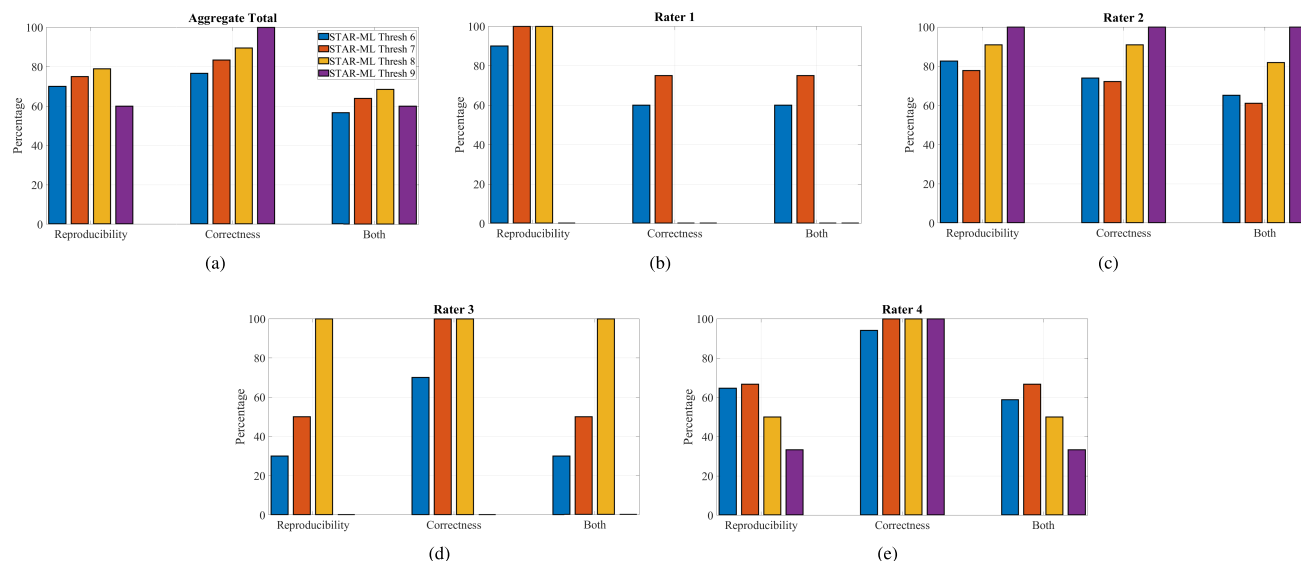 Aggregate Total
100
80
60
40
20
0
Percentage
STAR-ML Thresh 6
STAR-ML Thresh 7
STAR-ML Thresh 8
STAR-ML Thresh 9
Reproducibility Correctness Both
(a)
Rater 1
100
80
60
40
20
0
Percentage
Reproducibility Correctness Both
(b)
Rater 2
100
80
60
40
20
0
Percentage
Reproducibility Correctness Both
(c)
Rater 3
100
80
60
40
20
0
Percentage
Reproducibility Correctness Both
(d)
Rater 4
100
80
60
40
20
0
Percentage
Reproducibility Correctness Both
(e)